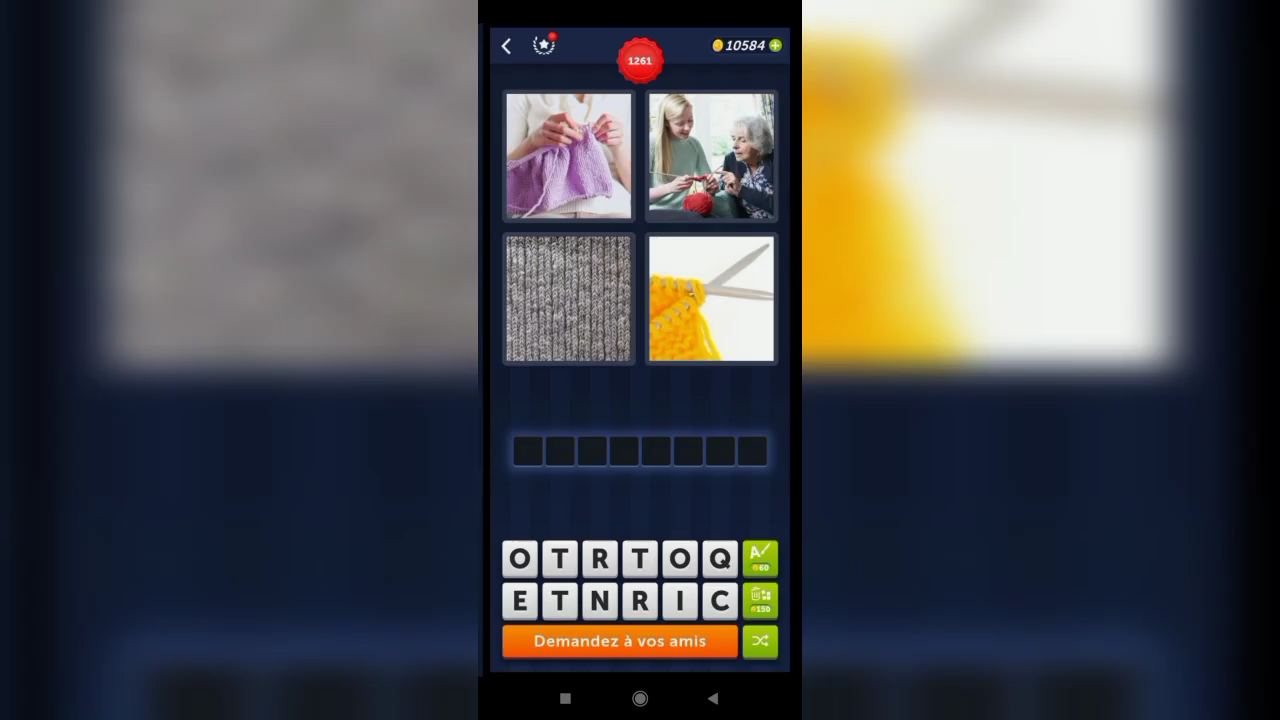 1261
10584
O T R T O Q
A
60
E T N R I C
150
Demandez à vos amis